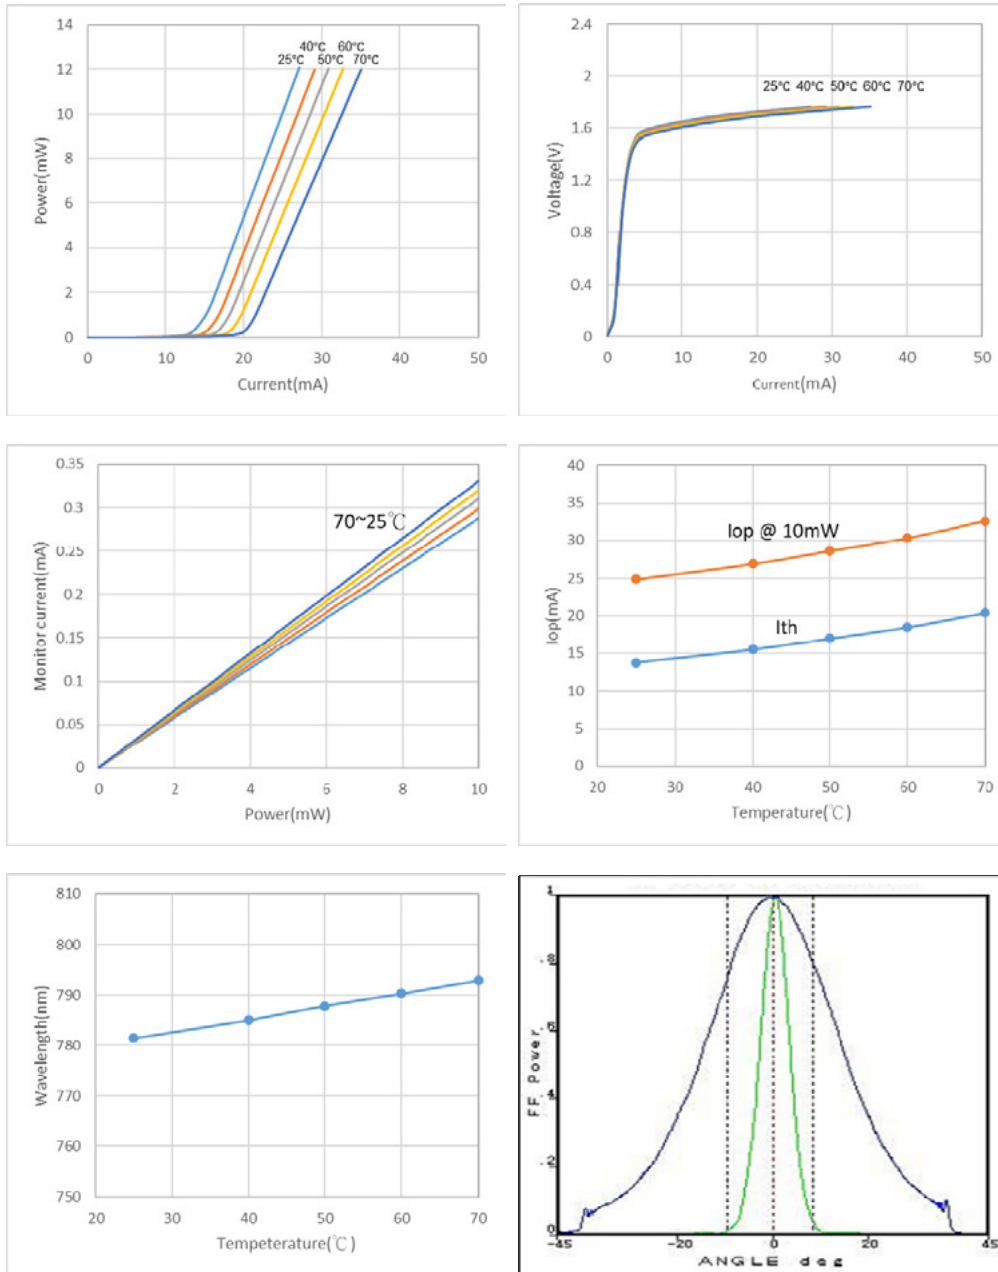 14
12
10
8
6
4
2
0
40℃ 60℃
25℃ 50℃ 70℃
Power(mW)
0 10 20 30 40 50
Current(mA)
2.4
2
1.6
1.2
0.8
0.4
0
25℃ 40℃ 50℃ 60℃ 70℃
Voltage(V)
0 10 20 30 40 50
Current(mA)
0.35
0.3
0.25
0.2
0.15
0.1
0.05
0
70~25℃
Monitor current(mA)
0 2 4 6 8 10
Power(mW)
40
35
30
25
20
15
10
5
0
Iop @ 10mW
Ith
Iop(mA)
20 30 40 50 60 70
Temperature(℃)
810
800
790
780
770
760
750
Wavelength(nm)
20 30 40 50 60 70
Tempeterature(℃)
1
.8
.6
.4
.2
0
FF Power
-45 -20 0 20 45
ANGLE deg